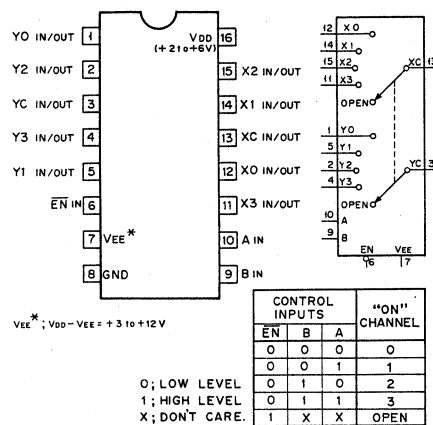 Y0 IN/OUT 1
Y2 IN/OUT 2
YC IN/OUT 3
Y3 IN/OUT 4
Y1 IN/OUT 5
EN IN 6
7 VEE*
8 GND
VDD 16
(+2 to +6V)
15 X2 IN/OUT
14 X1 IN/OUT
13 XC IN/OUT
12 X0 IN/OUT
11 X3 IN/OUT
10 A IN
9 B IN
12 X0
14 X1
15 X2
11 X3
OPEN
XC 13
1 Y0
5 Y1
2 Y2
4 Y3
OPEN
YC 3
10 A
9 B
EN VEE
6 7
VEE*; VDD-VEE=+3 to +12V
CONTROL INPUTS "ON" CHANNEL
EN B A
0 0 0 0
0 0 1 1
0 1 0 2
0 1 1 3
1 X X OPEN
0; LOW LEVEL
1; HIGH LEVEL
X; DON'T CARE.